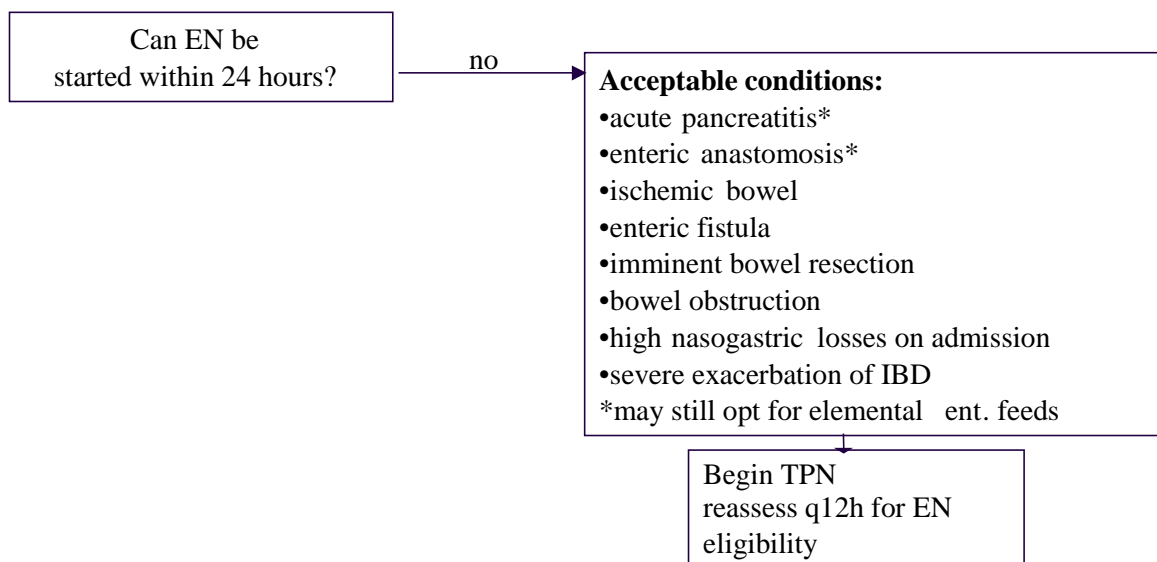 Can EN be
started within 24 hours?
no
Acceptable conditions:
•acute pancreatitis*
•enteric anastomosis*
•ischemic bowel
•enteric fistula
•imminent bowel resection
•bowel obstruction
•high nasogastric losses on admission
•severe exacerbation of IBD
*may still opt for elemental ent. feeds
Begin TPN
reassess q12h for EN
eligibility